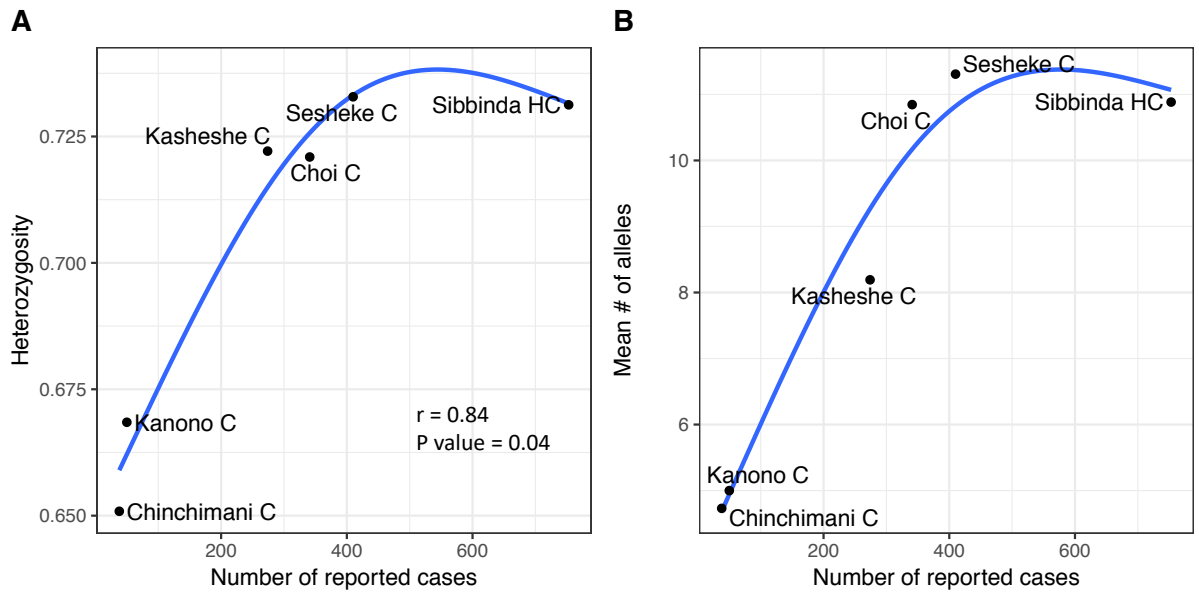 A
B
Heterozygosity
0.725
0.700
0.675
0.650
Kasheshe C
Sesheke C
Choi C
Sibbinda HC
Kanono C
Chinchimani C
r = 0.84
P value = 0.04
200
400
600
Number of reported cases
Mean # of alleles
10
8
6
Sesheke C
Choi C
Sibbinda HC
Kasheshe C
Kanono C
Chinchimani C
200
400
600
Number of reported cases